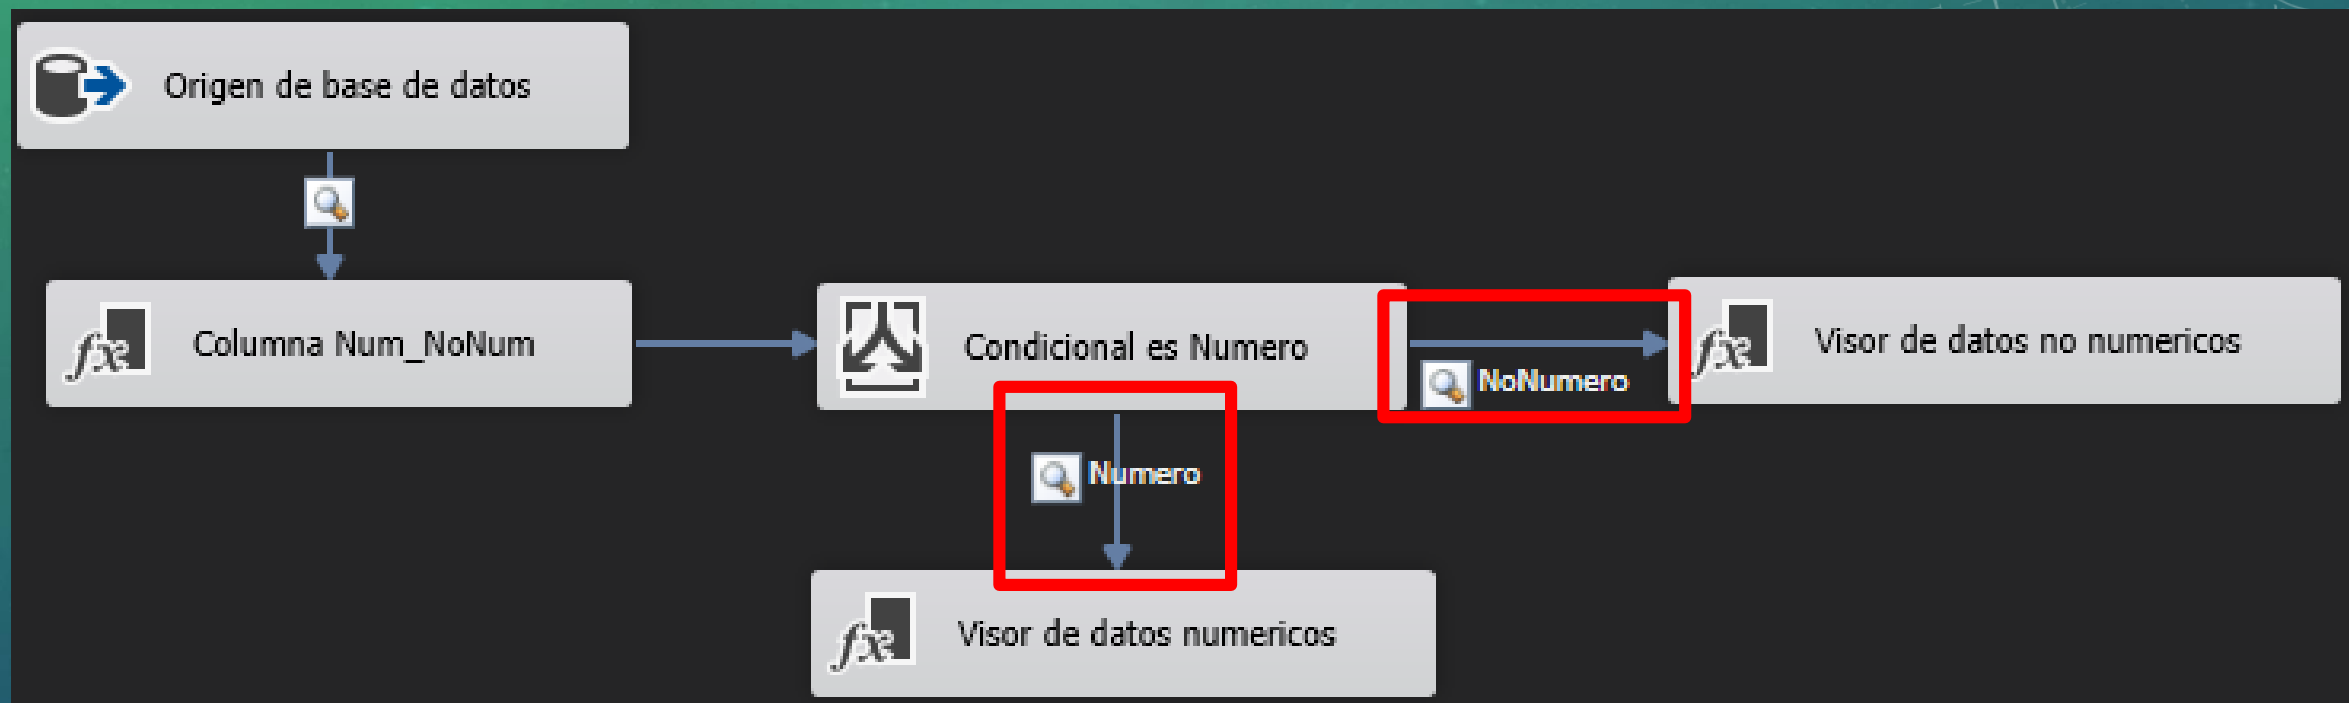 Origen de base de datos
Columna Num_NoNum
Condicional es Numero
NoNumero
Visor de datos no numericos
Numero
Visor de datos numericos